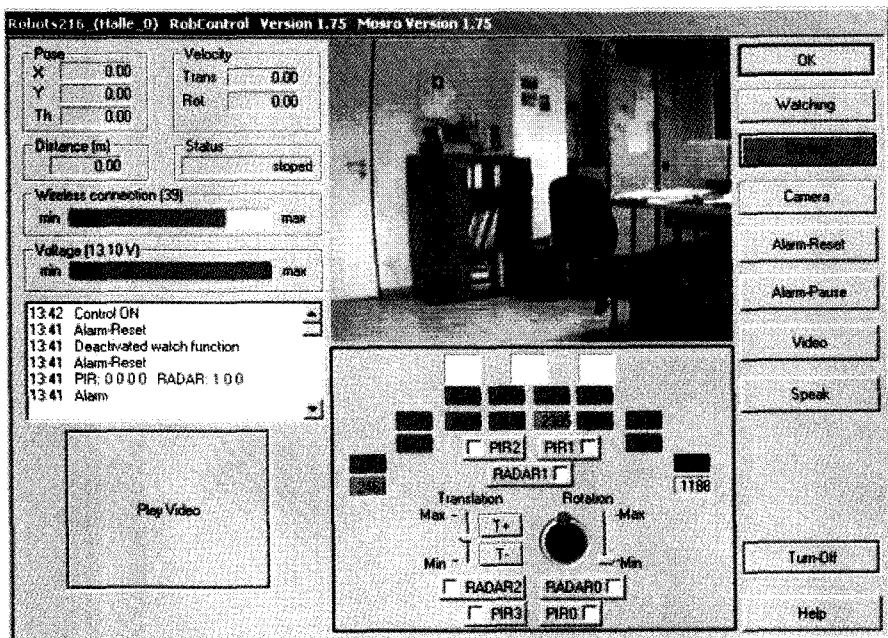 Robots216_(Halle_0) RobControl Version 1.75 Mosro Version 1.75
Pose
X 0.00
Y 0.00
Th 0.00
Velocity
Trans 0.00
Rot 0.00
Distance (m)
0.00
Status
stoped
Wireless connection (39)
min max
Voltage (13.10 V)
min max
13:42 Control ON
13:41 Alarm-Reset
13:41 Deactivated watch function
13:41 Alarm-Reset
13:41 PIR: 0 0 0 0 RADAR: 1 0 0
13:41 Alarm
Play Video
PIR2 PIR1
RADAR1
1188
Translation Rotation
Max Max
T+
T-
Min Min
RADAR2 RADAR0
PIR3 PIR0
OK
Watching
Camera
Alarm-Reset
Alarm-Pause
Video
Speak
Turn-Off
Help